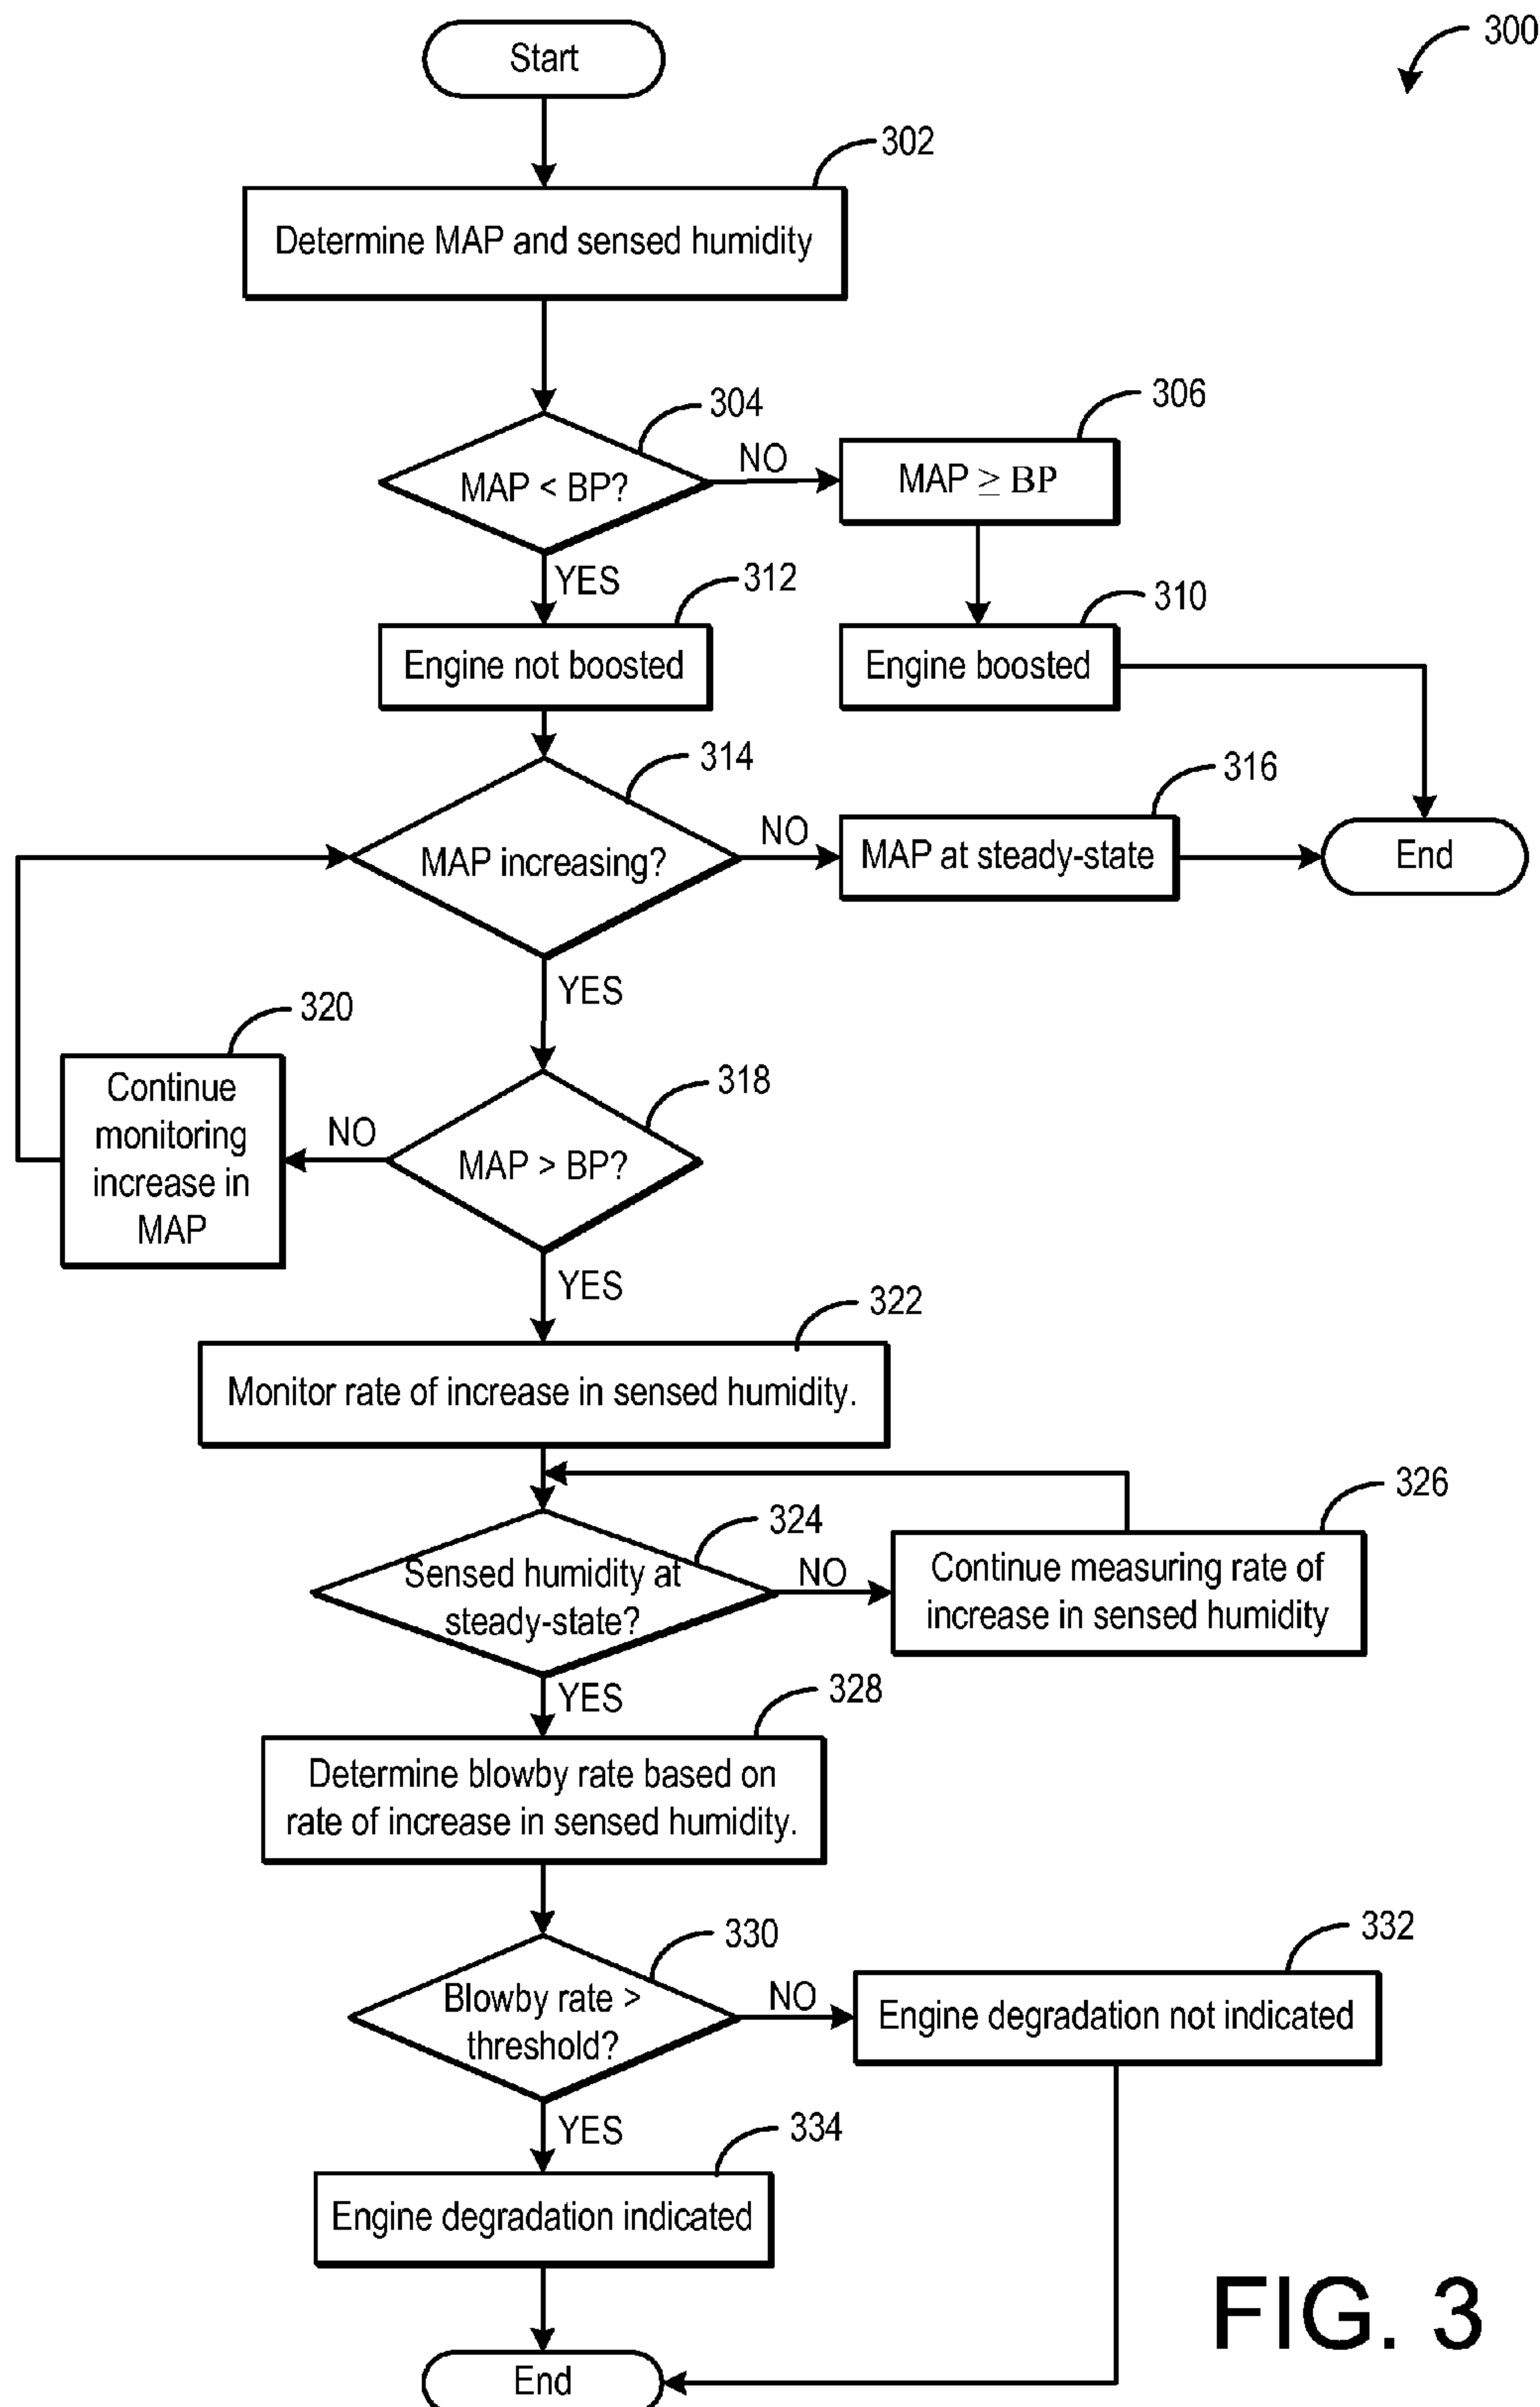 300
Start
302
Determine MAP and sensed humidity
304
MAP < BP?
NO
306
MAP ≥ BP
YES
312
Engine not boosted
310
Engine boosted
314
MAP increasing?
NO
316
MAP at steady-state
End
YES
320
Continue
monitoring
increase in
MAP
NO
318
MAP > BP?
YES
322
Monitor rate of increase in sensed humidity.
324
Sensed humidity at
steady-state?
NO
326
Continue measuring rate of
increase in sensed humidity
YES
328
Determine blowby rate based on
rate of increase in sensed humidity.
330
Blowby rate >
threshold?
NO
332
Engine degradation not indicated
YES
334
Engine degradation indicated
End
FIG. 3